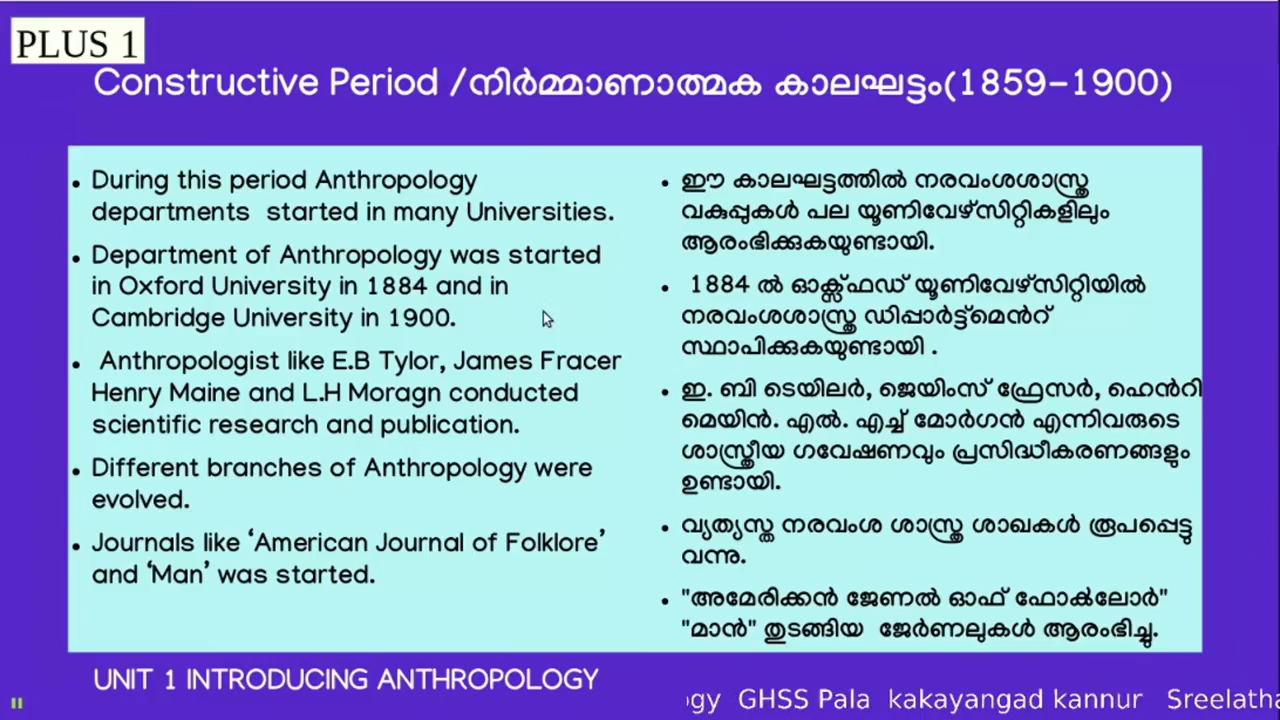 PLUS 1
Constructive Period /നിർമ്മാണാത്മക കാലഘട്ടം(1859-1900)
• During this period Anthropology
departments started in many Universities.
• Department of Anthropology was started
in Oxford University in 1884 and in
Cambridge University in 1900.
• Anthropologist like E.B Tylor, James Fracer
Henry Maine and L.H Moragn conducted
scientific research and publication.
• Different branches of Anthropology were
evolved.
• Journals like ‘American Journal of Folklore’
and ‘Man’ was started.
• ഈ കാലഘട്ടത്തിൽ നരവംശശാസ്ത്ര
വകുപ്പുകൾ പല യൂണിവേഴ്സിറ്റികളിലും
ആരംഭിക്കുകയുണ്ടായി.
• 1884 ൽ ഓക്സ്ഫഡ് യൂണിവേഴ്സിറ്റിയിൽ
നരവംശശാസ്ത്ര ഡിപ്പാർട്ട്മെൻറ്
സ്ഥാപിക്കുകയുണ്ടായി .
• ഇ. ബി ടെയിലർ, ജെയിംസ് ഫ്രേസർ, ഹെൻറി
മെയിൻ. എൽ. എച്ച് മോർഗൻ എന്നിവരുടെ
ശാസ്ത്രീയ ഗവേഷണവും പ്രസിദ്ധീകരണങ്ങളും
ഉണ്ടായി.
• വ്യത്യസ്ത നരവംശ ശാസ്ത്ര ശാഖകൾ രൂപപ്പെട്ടു
വന്നു.
• "അമേരിക്കൻ ജേണൽ ഓഫ് ഫോൿലോർ"
"മാൻ" തുടങ്ങിയ ജേർണലുകൾ ആരംഭിച്ചു.
UNIT 1 INTRODUCING ANTHROPOLOGY
gy GHSS Pala kakayangad kannur Sreelatha